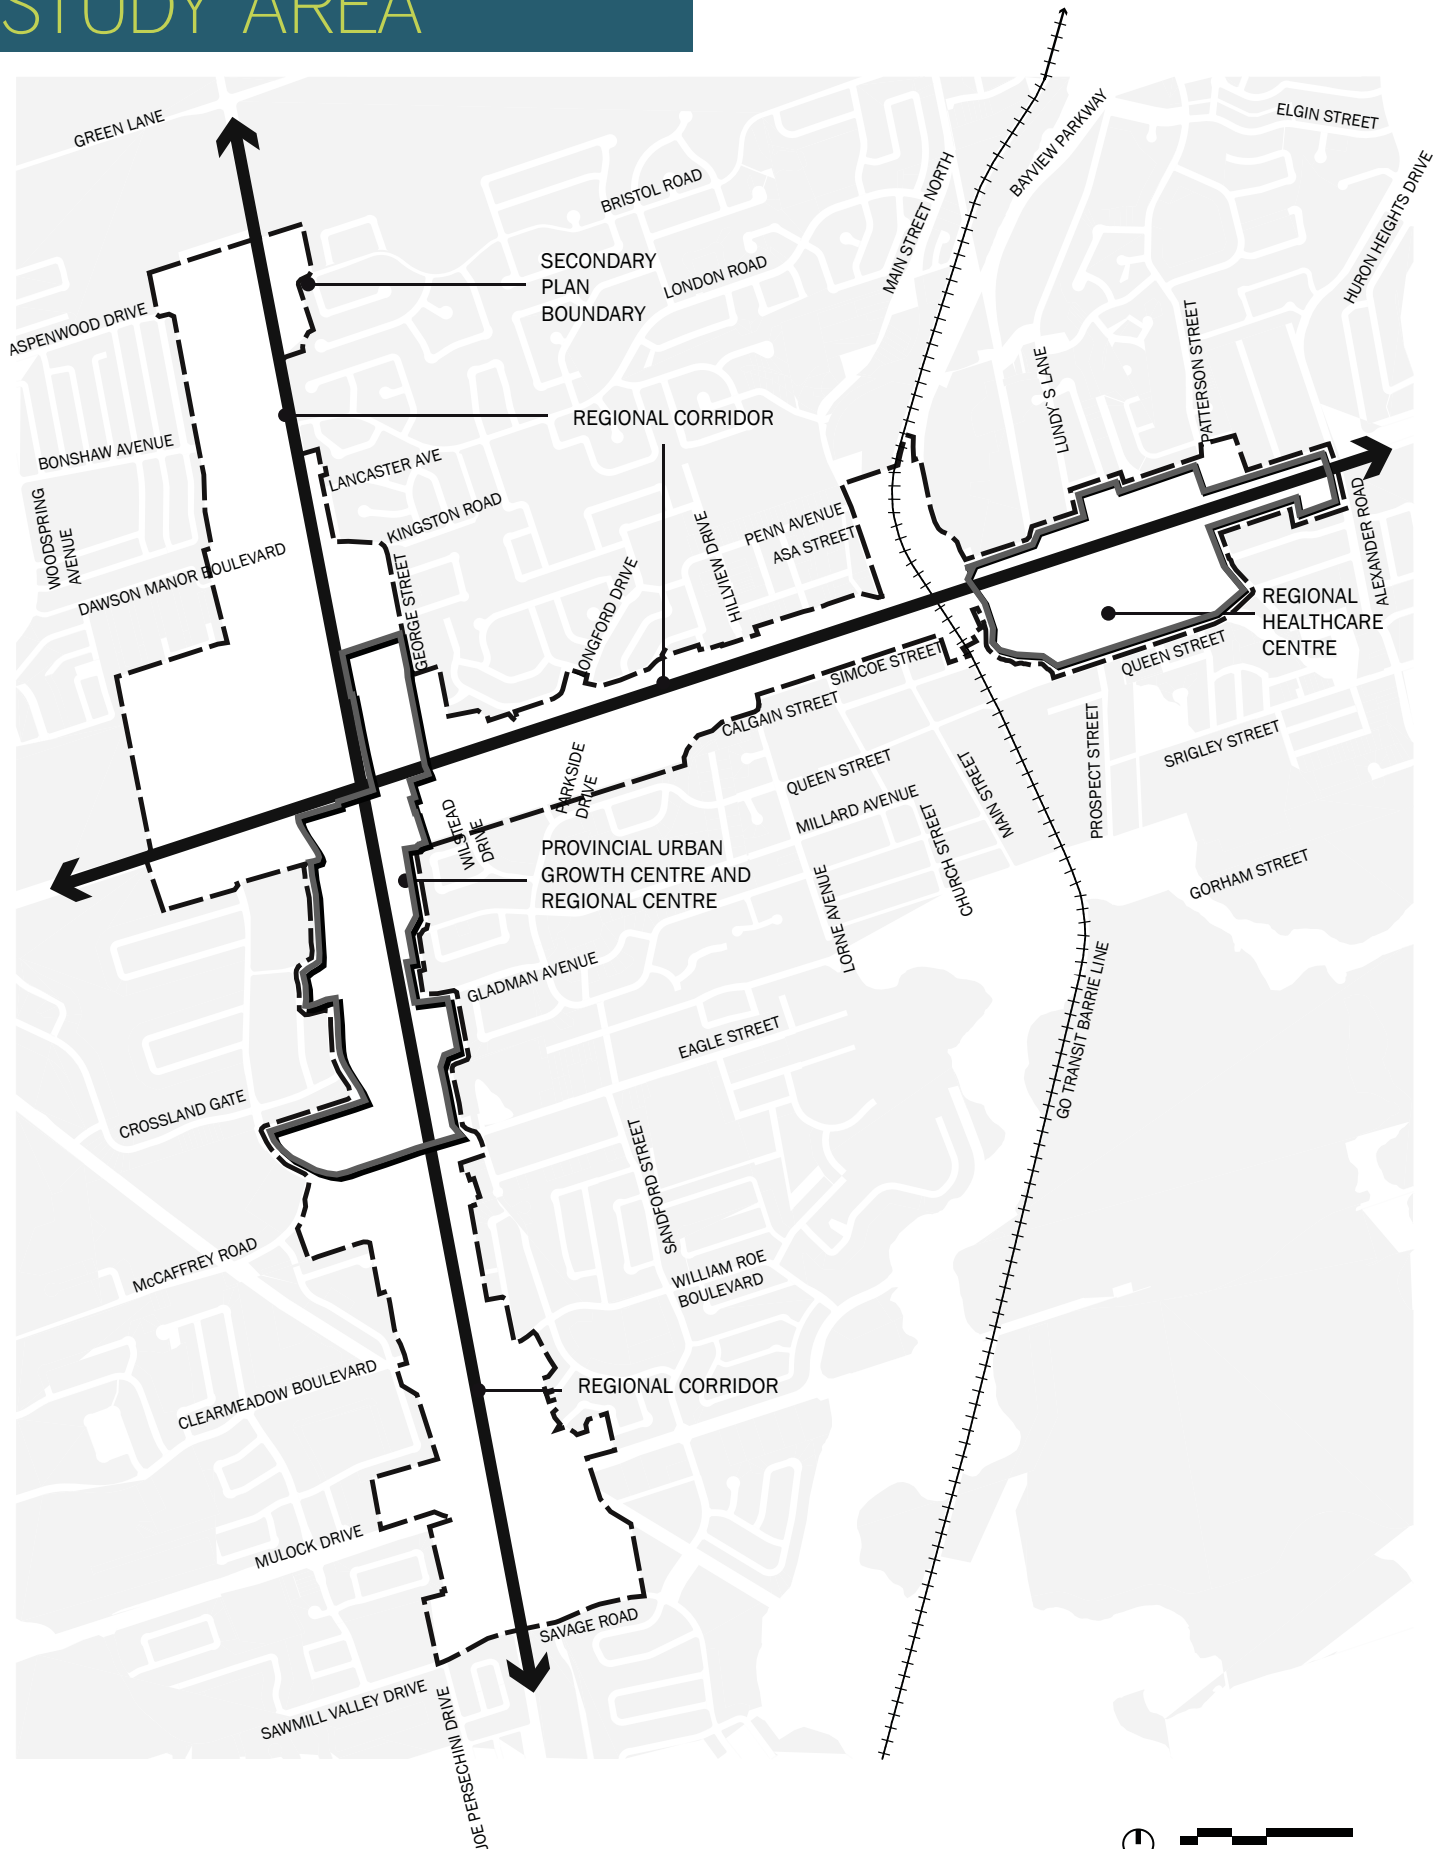 STUDY AREA
GREEN LANE
ELGIN STREET
BAYVIEW PARKWAY
BRISTOL ROAD
MAIN STREET NORTH
HURON HEIGHTS DRIVE
SECONDARY
PLAN
BOUNDARY
LONDON ROAD
ASPENWOOD DRIVE
PATTERSON STREET
LUNDY`S LANE
REGIONAL CORRIDOR
BONSHAW AVENUE
LANCASTER AVE
WOODSPRING
AVENUE
KINGSTON ROAD
PENN AVENUE
ASA STREET
HILLVIEW DRIVE
ALEXANDER ROAD
DAWSON MANOR BOULEVARD
GEORGE STREET
LONGFORD DRIVE
REGIONAL
HEALTHCARE
CENTRE
SIMCOE STREET
QUEEN STREET
CALGAIN STREET
PROSPECT STREET
SRIGLEY STREET
PARKSIDE
DRIVE
QUEEN STREET
MAIN STREET
MILLARD AVENUE
WILSTEAD
DRIVE
CHURCH STREET
PROVINCIAL URBAN
GROWTH CENTRE AND
REGIONAL CENTRE
GORHAM STREET
LORNE AVENUE
GLADMAN AVENUE
GO TRANSIT BARRIE LINE
EAGLE STREET
CROSSLAND GATE
SANDFORD STREET
McCAFFREY ROAD
WILLIAM ROE
BOULEVARD
CLEARMEADOW BOULEVARD
REGIONAL CORRIDOR
MULOCK DRIVE
SAVAGE ROAD
SAWMILL VALLEY DRIVE
JOE PERSECHINI DRIVE